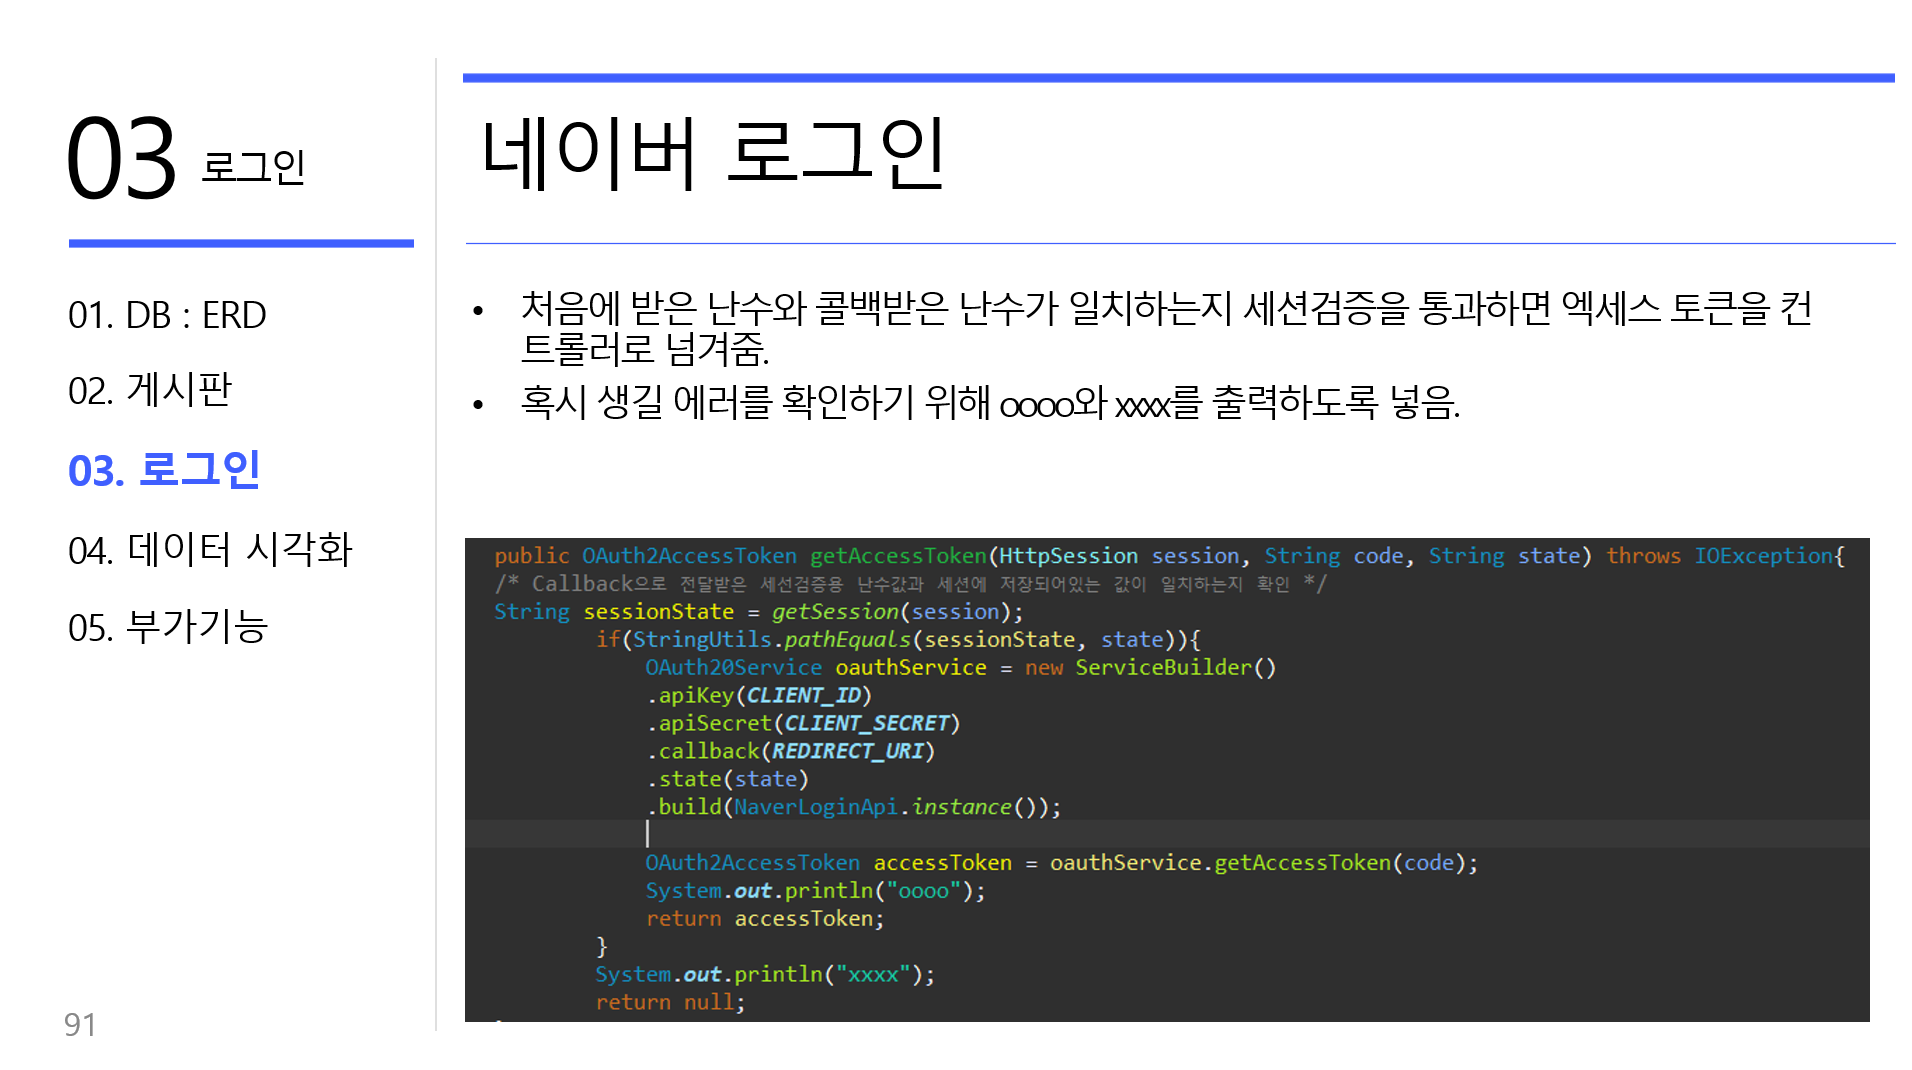 03 로그인
01. DB : ERD
02. 게시판
03. 로그인
04. 데이터 시각화
05. 부가기능
91
네이버 로그인
• 처음에 받은 난수와 콜백받은 난수가 일치하는지 세션검증을 통과하면 엑세스 토큰을 컨
트롤러로 넘겨줌.
• 혹시 생길 에러를 확인하기 위해 oooo와 xxxx를 출력하도록 넣음.
public OAuth2AccessToken getAccessToken(HttpSession session, String code, String state) throws IOException{
/* Callback으로 전달받은 세선검증용 난수값과 세션에 저장되어있는 값이 일치하는지 확인 */
String sessionState = getSession(session);
if(StringUtils.pathEquals(sessionState, state)){
OAuth20Service oauthService = new ServiceBuilder()
.apiKey(CLIENT_ID)
.apiSecret(CLIENT_SECRET)
.callback(REDIRECT_URI)
.state(state)
.build(NaverLoginApi.instance());
OAuth2AccessToken accessToken = oauthService.getAccessToken(code);
System.out.println("oooo");
return accessToken;
}
System.out.println("xxxx");
return null;